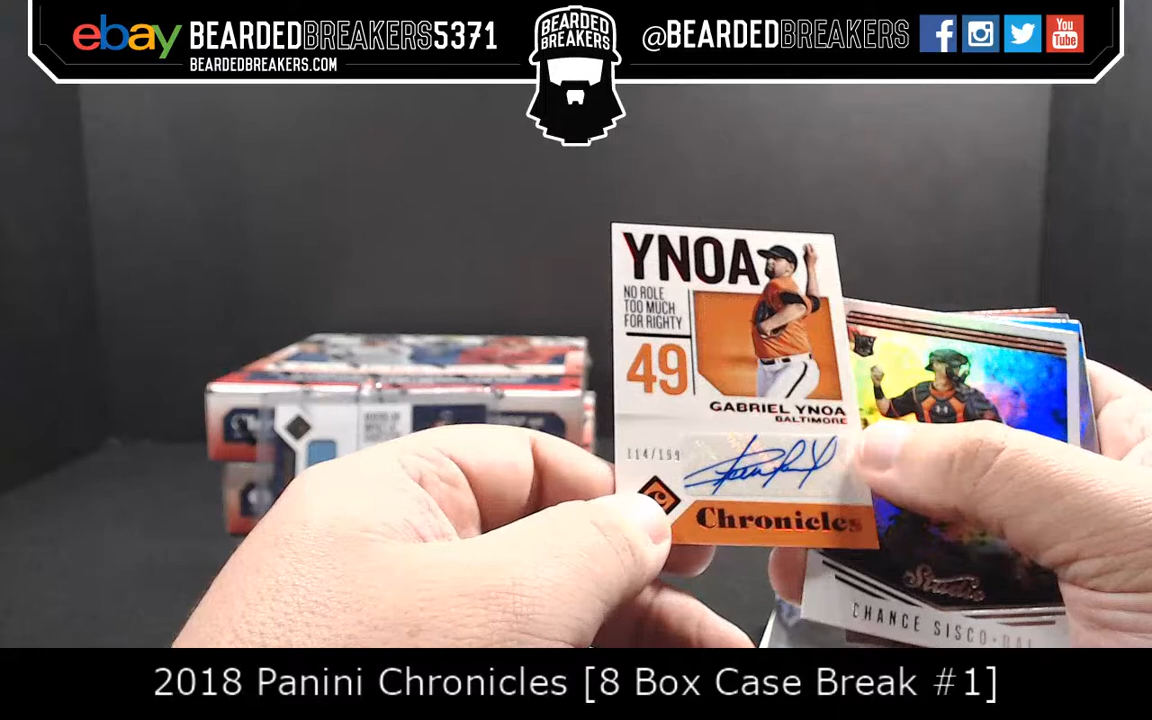 ebay BEARDEDBREAKERS5371
BEARDEDBREAKERS.COM
BEARDED
BREAKERS
@BEARDEDBREAKERS
You
Tube
YNOA
NO ROLE
TOO MUCH
FOR RIGHTY
49
GABRIEL YNOA
BALTIMORE
114/199
Chronicles
Studio
CHANCE SISCO
2018 Panini Chronicles [8 Box Case Break #1]